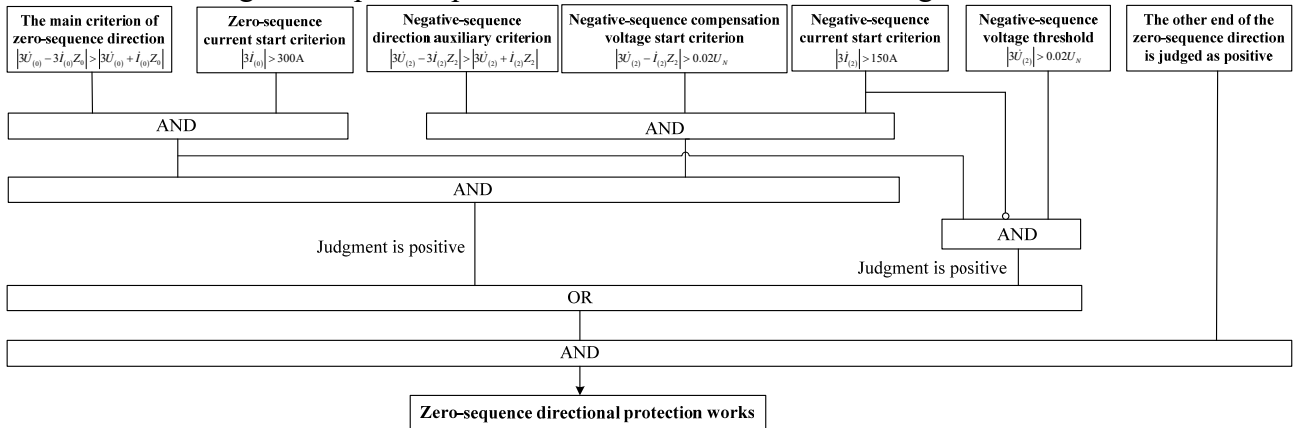 The main criterion of
zero-sequence direction
|3U̇(0) − 3İ(0)Z0| > |3U̇(0) + İ(0)Z0|
Zero-sequence
current start criterion
|3İ(0)| > 300A
Negative-sequence
direction auxiliary criterion
|3U̇(2) − 3İ(2)Z2| > |3U̇(2) + İ(2)Z2|
Negative-sequence compensation
voltage start criterion
|3U̇(2) − İ(2)Z2| > 0.02UN
Negative-sequence
current start criterion
|3İ(2)| > 150A
Negative-sequence
voltage threshold
|3U̇(2)| > 0.02UN
The other end of the
zero-sequence direction
is judged as positive
AND
AND
AND
AND
Judgment is positive
Judgment is positive
OR
AND
Zero-sequence directional protection works